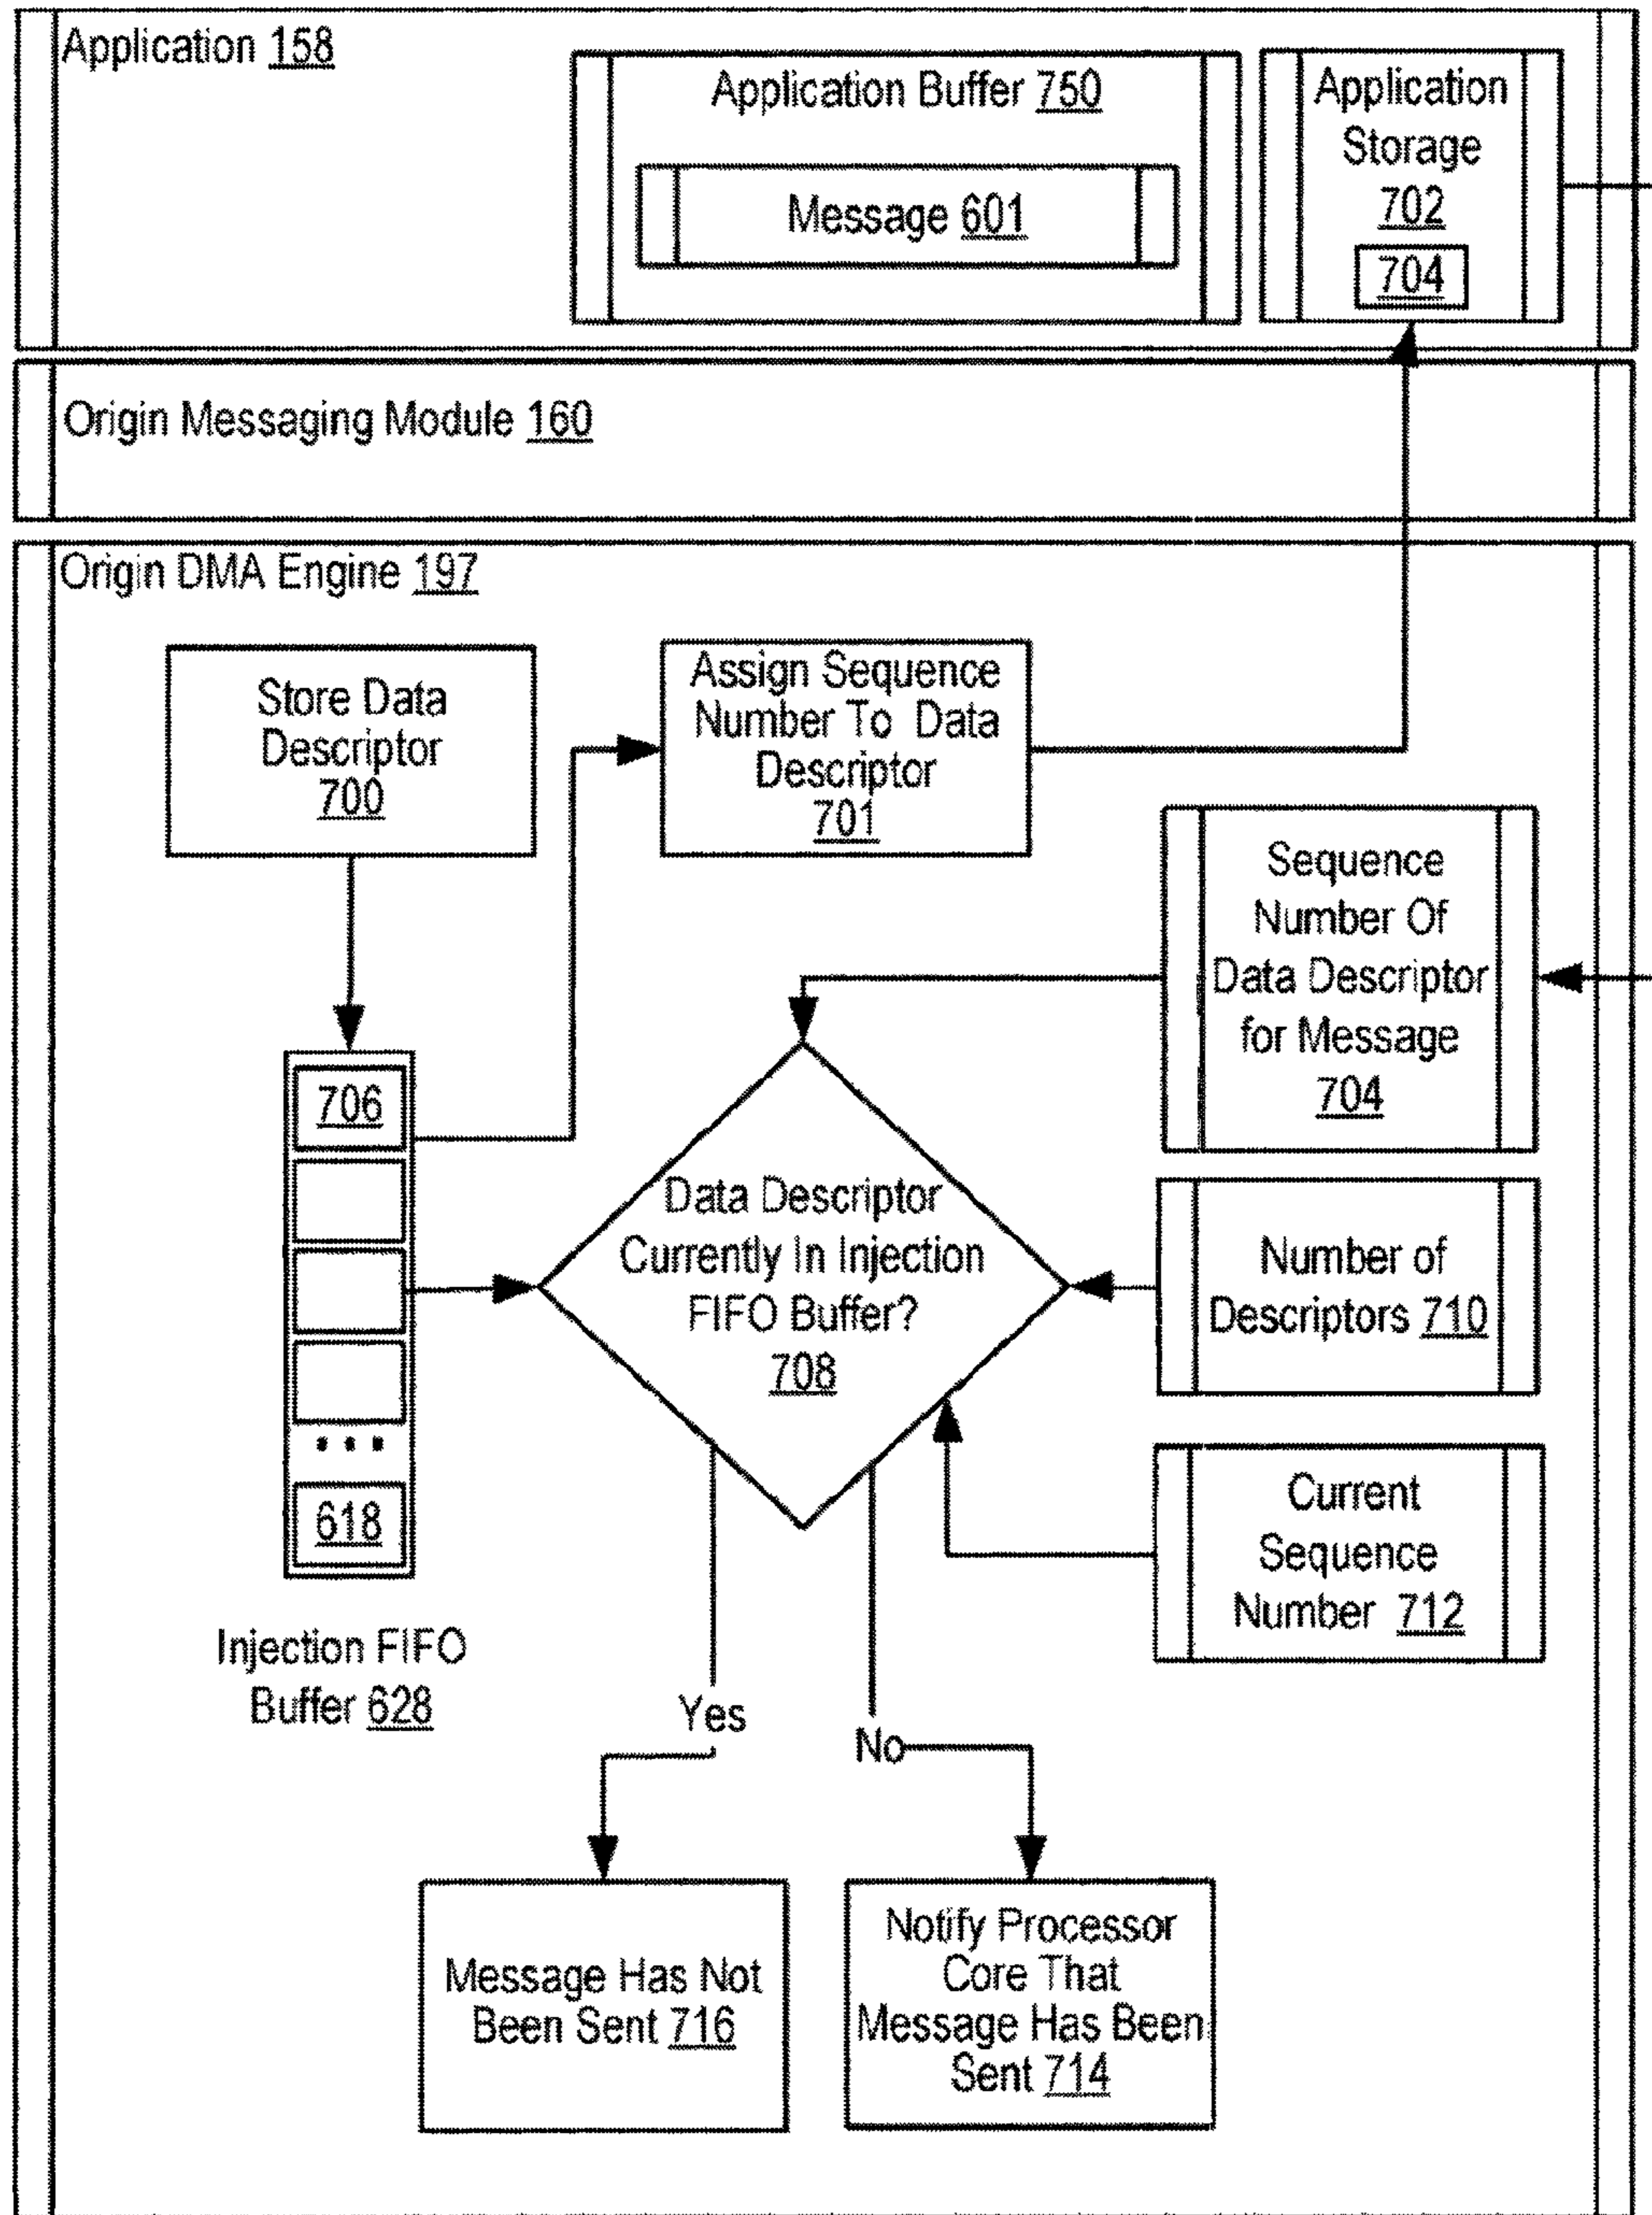 Application 158
Application Buffer 750
Message 601
Application
Storage
702
704
Origin Messaging Module 160
Origin DMA Engine 197
Store Data
Descriptor
700
Assign Sequence
Number To Data
Descriptor
701
Sequence
Number Of
Data Descriptor
for Message
704
706
Data Descriptor
Currently In Injection
FIFO Buffer?
708
Number of
Descriptors 710
...
618
Current
Sequence
Number 712
Injection FIFO
Buffer 628
Yes
No
Message Has Not
Been Sent 716
Notify Processor
Core That
Message Has Been
Sent 714